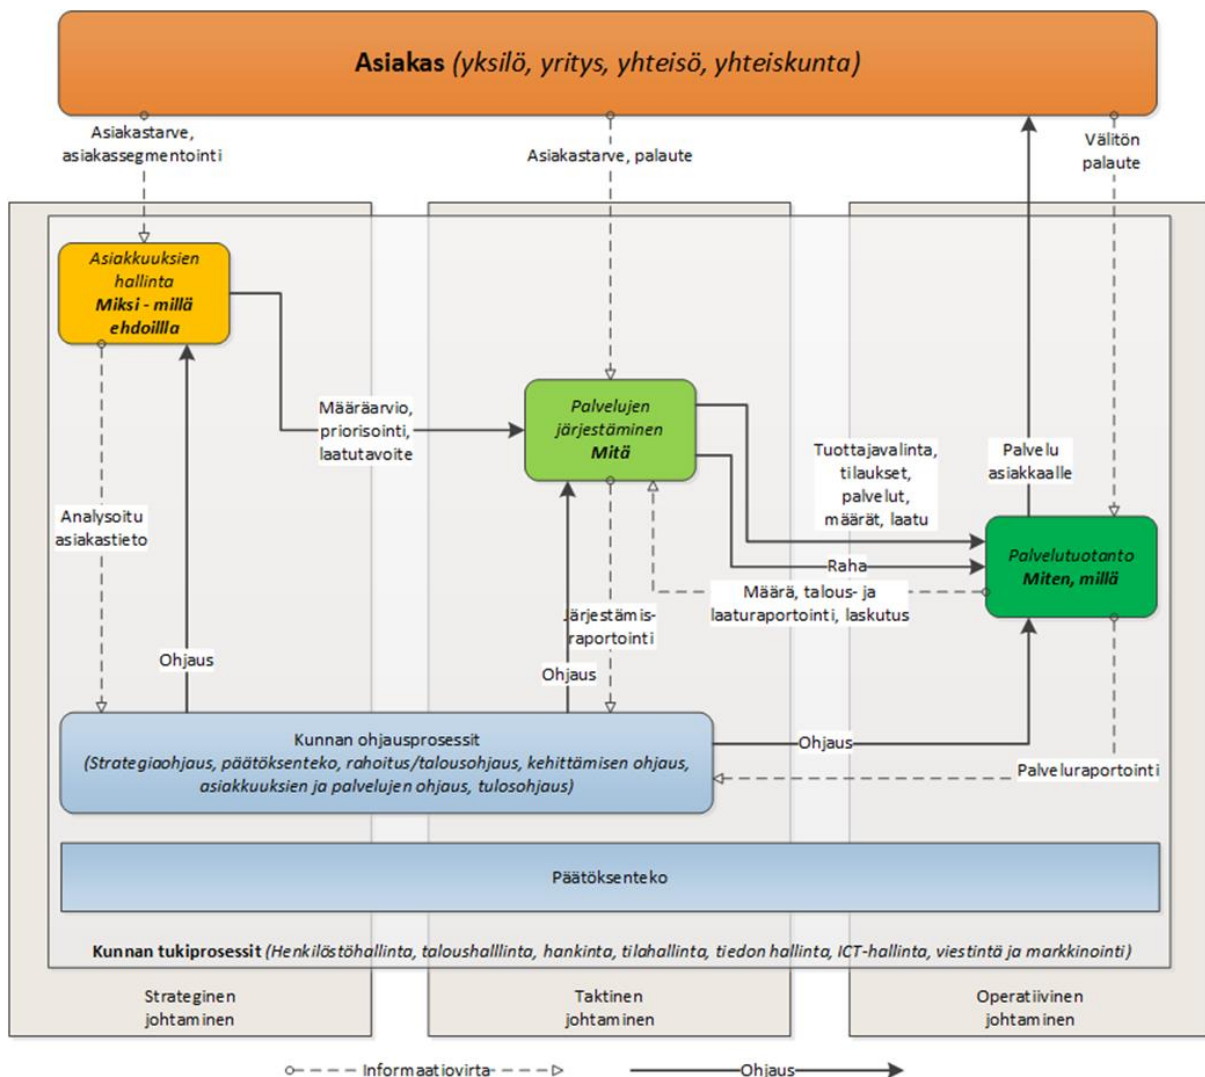 Asiakas (yksilö, yritys, yhteisö, yhteiskunta)
Asiakastarve,
asiakassegmentointi
Asiakastarve, palaute
Välitön
palaute
Asiakkuuksien
hallinta
Miksi - millä
ehdoillla
Määräarvio,
priorisointi,
laatutavoite
Palvelujen
järjestäminen
Mitä
Tuottajavalinta,
tilaukset,
palvelut,
määrät, laatu
Palvelu
asiakkaalle
Analysoitu
asiakastieto
Raha
Palvelutuotanto
Miten, millä
Määrä, talous- ja
laaturaportointi, laskutus
Järjestämis-
raportointi
Ohjaus
Ohjaus
Kunnan ohjausprosessit
(Strategiaohjaus, päätöksenteko, rahoitus/talousohjaus, kehittämisen ohjaus,
asiakkuuksien ja palvelujen ohjaus, tulosohjaus)
Ohjaus
Palveluraportointi
Päätöksenteko
Kunnan tukiprosessit (Henkilöstöhallinta, taloushalllinta, hankinta, tilahallinta, tiedon hallinta, ICT-hallinta, viestintä ja markkinointi)
Strateginen
johtaminen
Taktinen
johtaminen
Operatiivinen
johtaminen
Informaatiovirta
Ohjaus